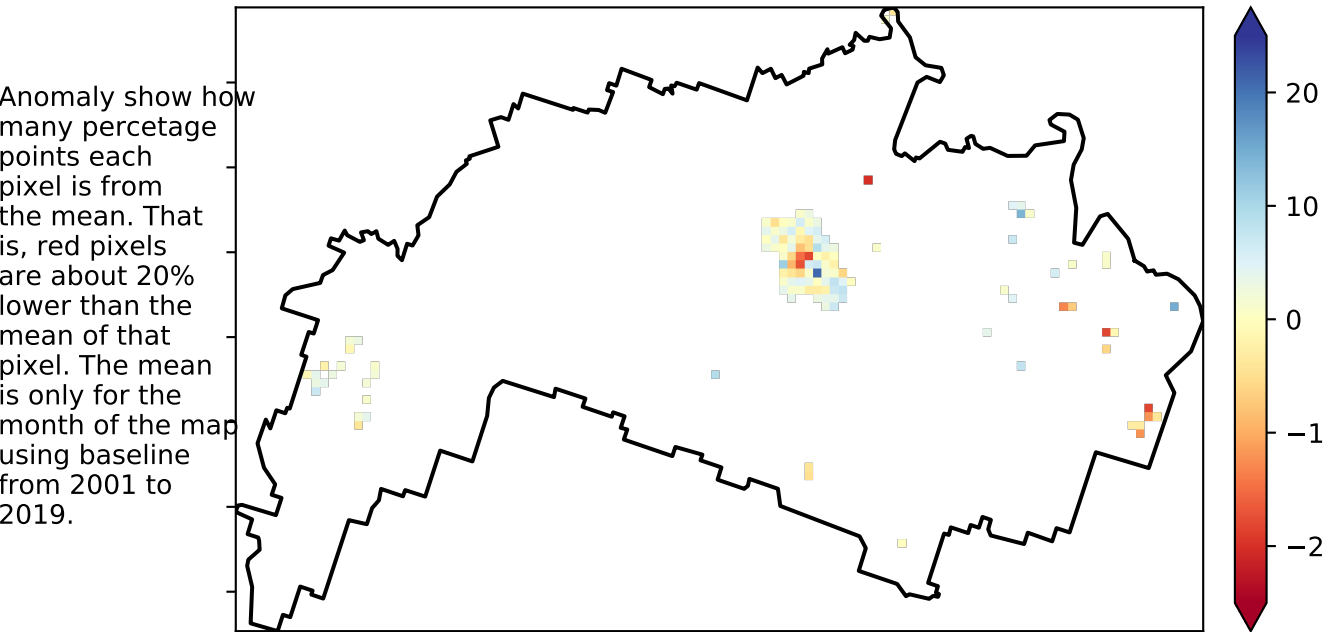 Anomaly show how
many percetage
points each
pixel is from
the mean. That
is, red pixels
are about 20%
lower than the
mean of that
pixel. The mean
is only for the
month of the map
using baseline
from 2001 to
2019.
20
10
0
−1
−2